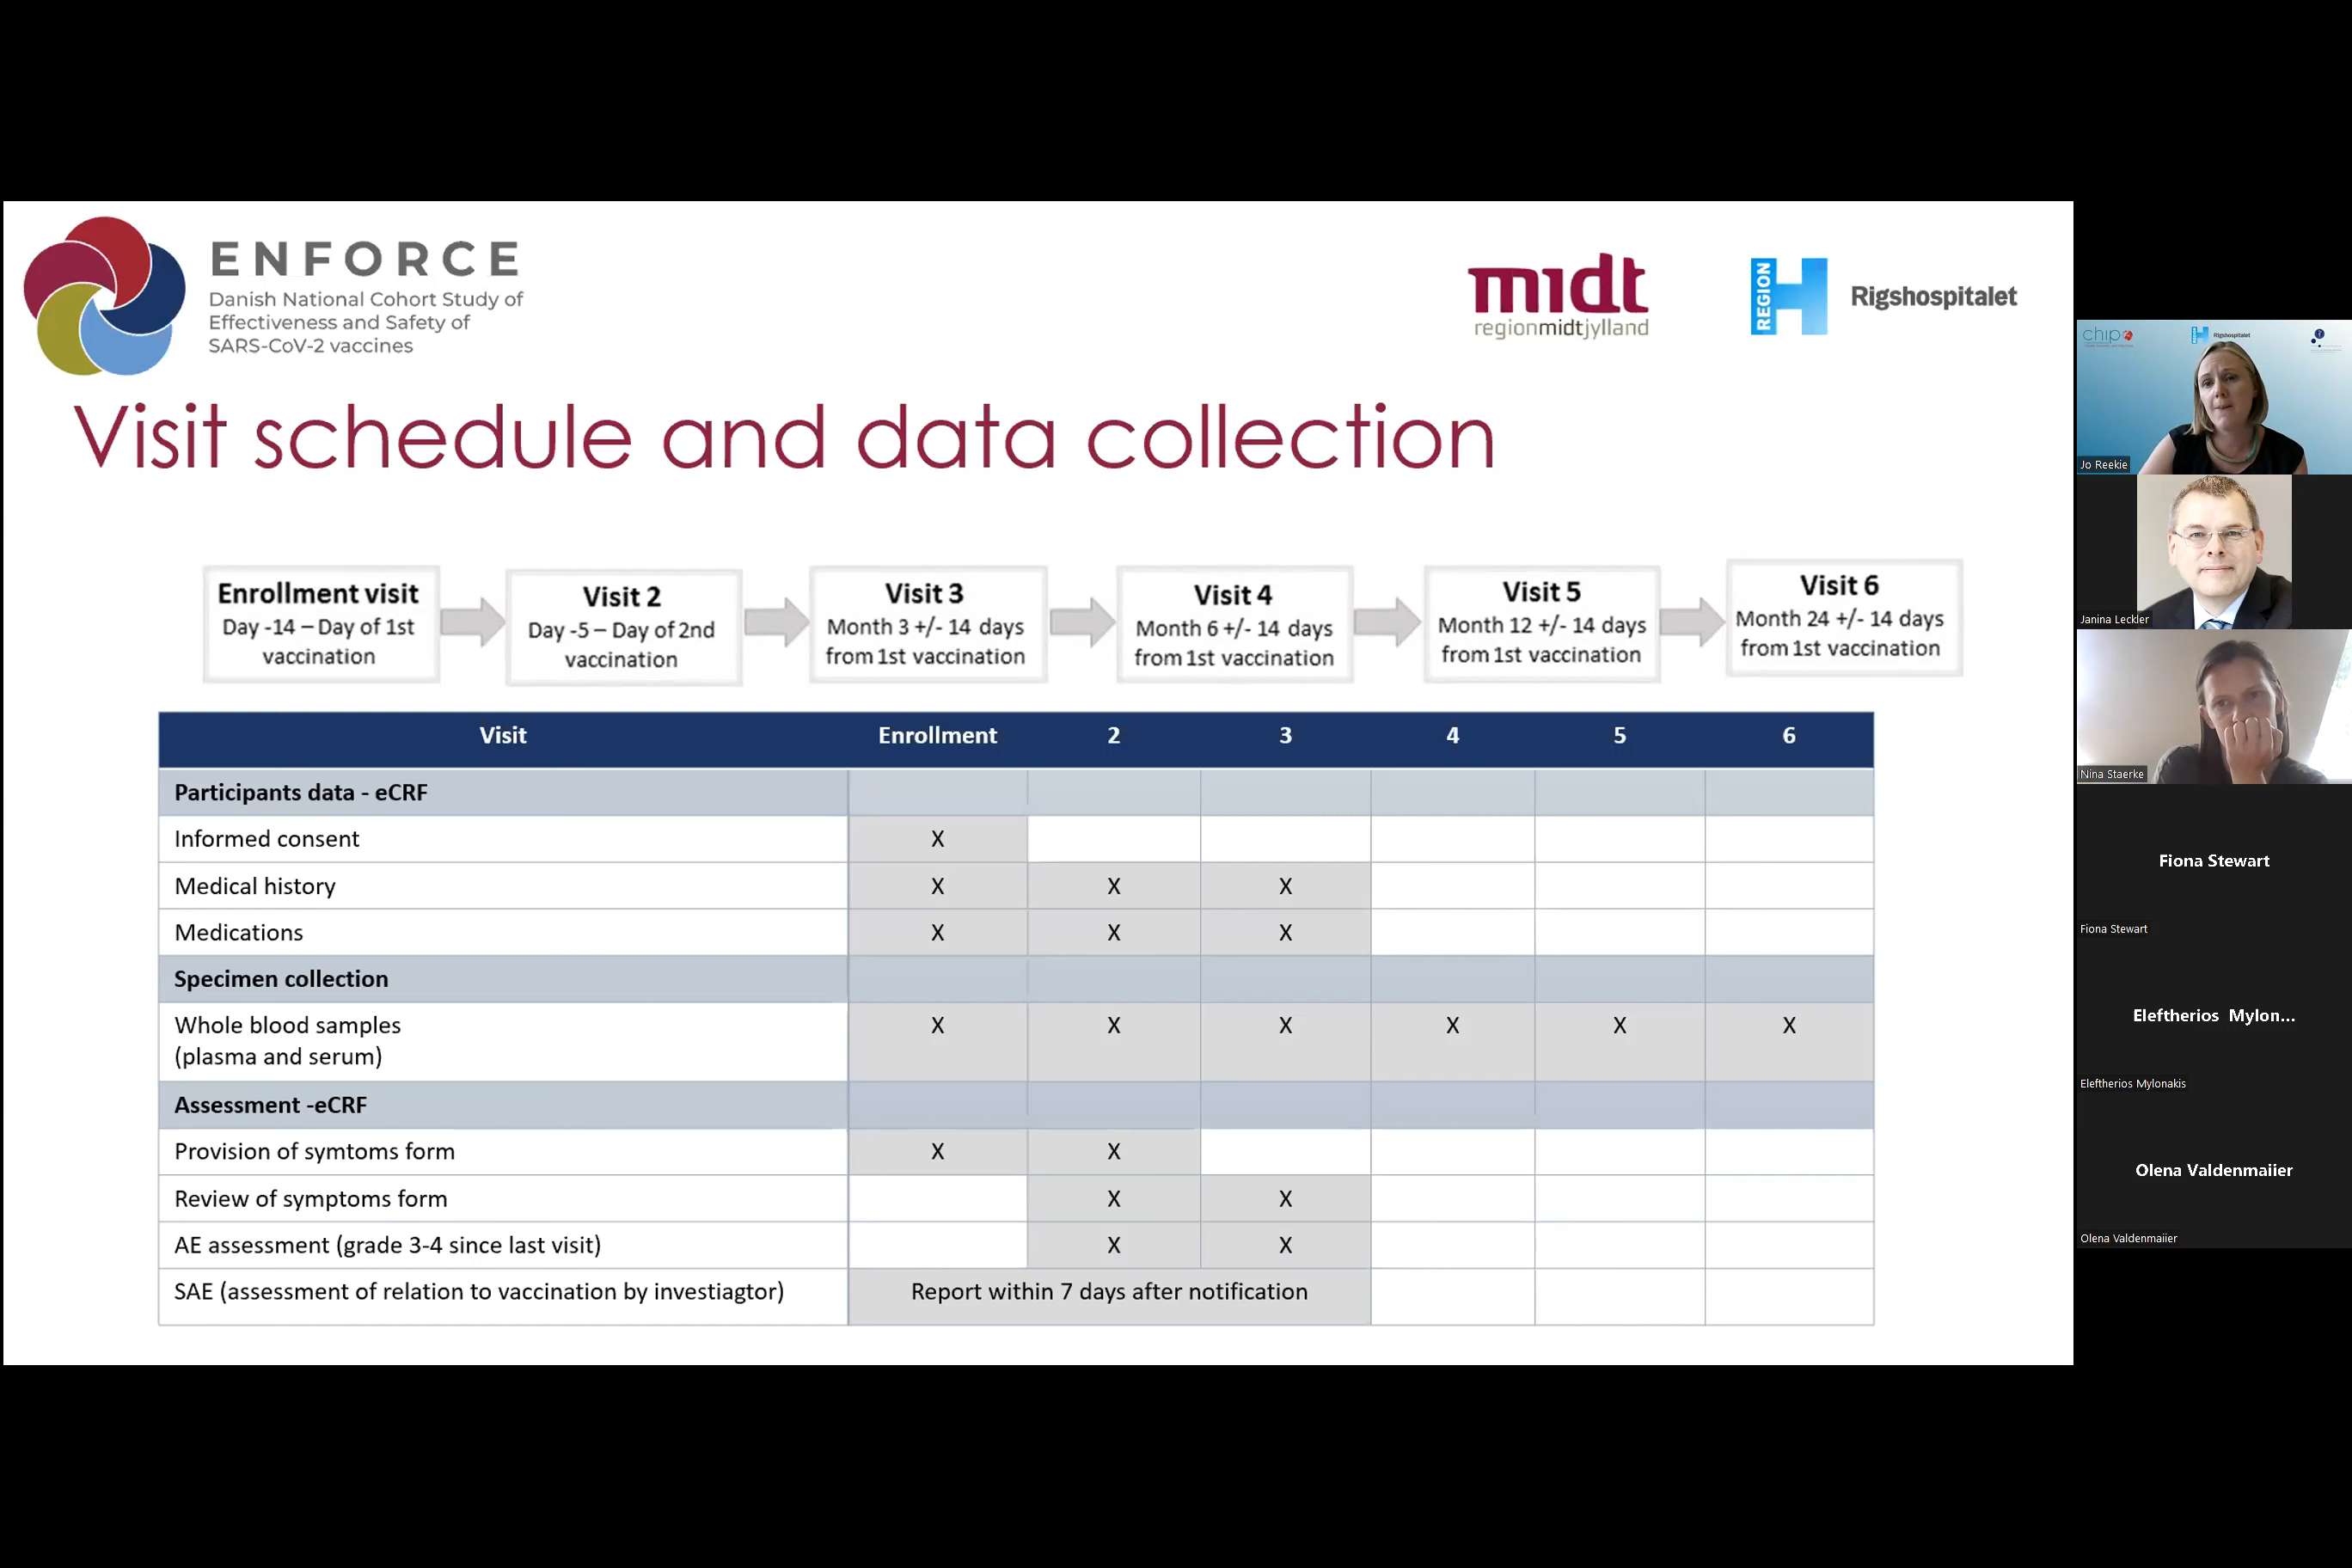 ENFORCE
Danish National Cohort Study of
Effectiveness and Safety of
SARS-CoV-2 vaccines
midt
regionmidtjylland
REGION
H
Rigshospitalet
Visit schedule and data collection
Enrollment visit
Day -14 – Day of 1st
vaccination
Visit 2
Day -5 – Day of 2nd
vaccination
Visit 3
Month 3 +/- 14 days
from 1st vaccination
Visit 4
Month 6 +/- 14 days
from 1st vaccination
Visit 5
Month 12 +/- 14 days
from 1st vaccination
Visit 6
Month 24 +/- 14 days
from 1st vaccination
Visit Enrollment 2 3 4 5 6
Participants data - eCRF
Informed consent X
Medical history X X X
Medications X X X
Specimen collection
Whole blood samples X X X X X X
(plasma and serum)
Assessment -eCRF
Provision of symtoms form X X
Review of symptoms form X X
AE assessment (grade 3-4 since last visit) X X
SAE (assessment of relation to vaccination by investiagtor) Report within 7 days after notification
chip
Rigshospitalet
Jo Reekie
Janina Leckler
Nina Staerke
Fiona Stewart
Fiona Stewart
Eleftherios Mylon...
Eleftherios Mylonakis
Olena Valdenmaiier
Olena Valdenmaiier